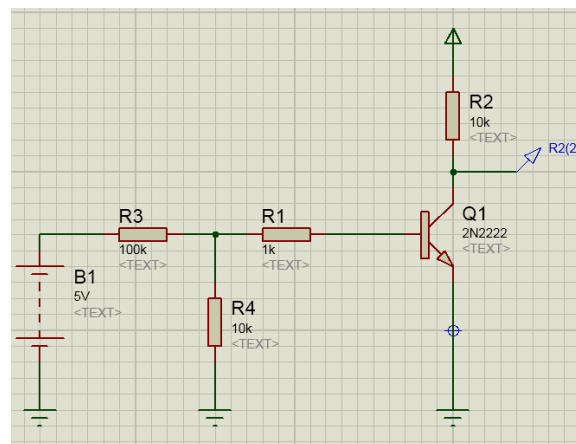 R2
10k
<TEXT>
R2(2
R3
100k
<TEXT>
R1
1k
<TEXT>
Q1
2N2222
<TEXT>
B1
5V
<TEXT>
R4
10k
<TEXT>